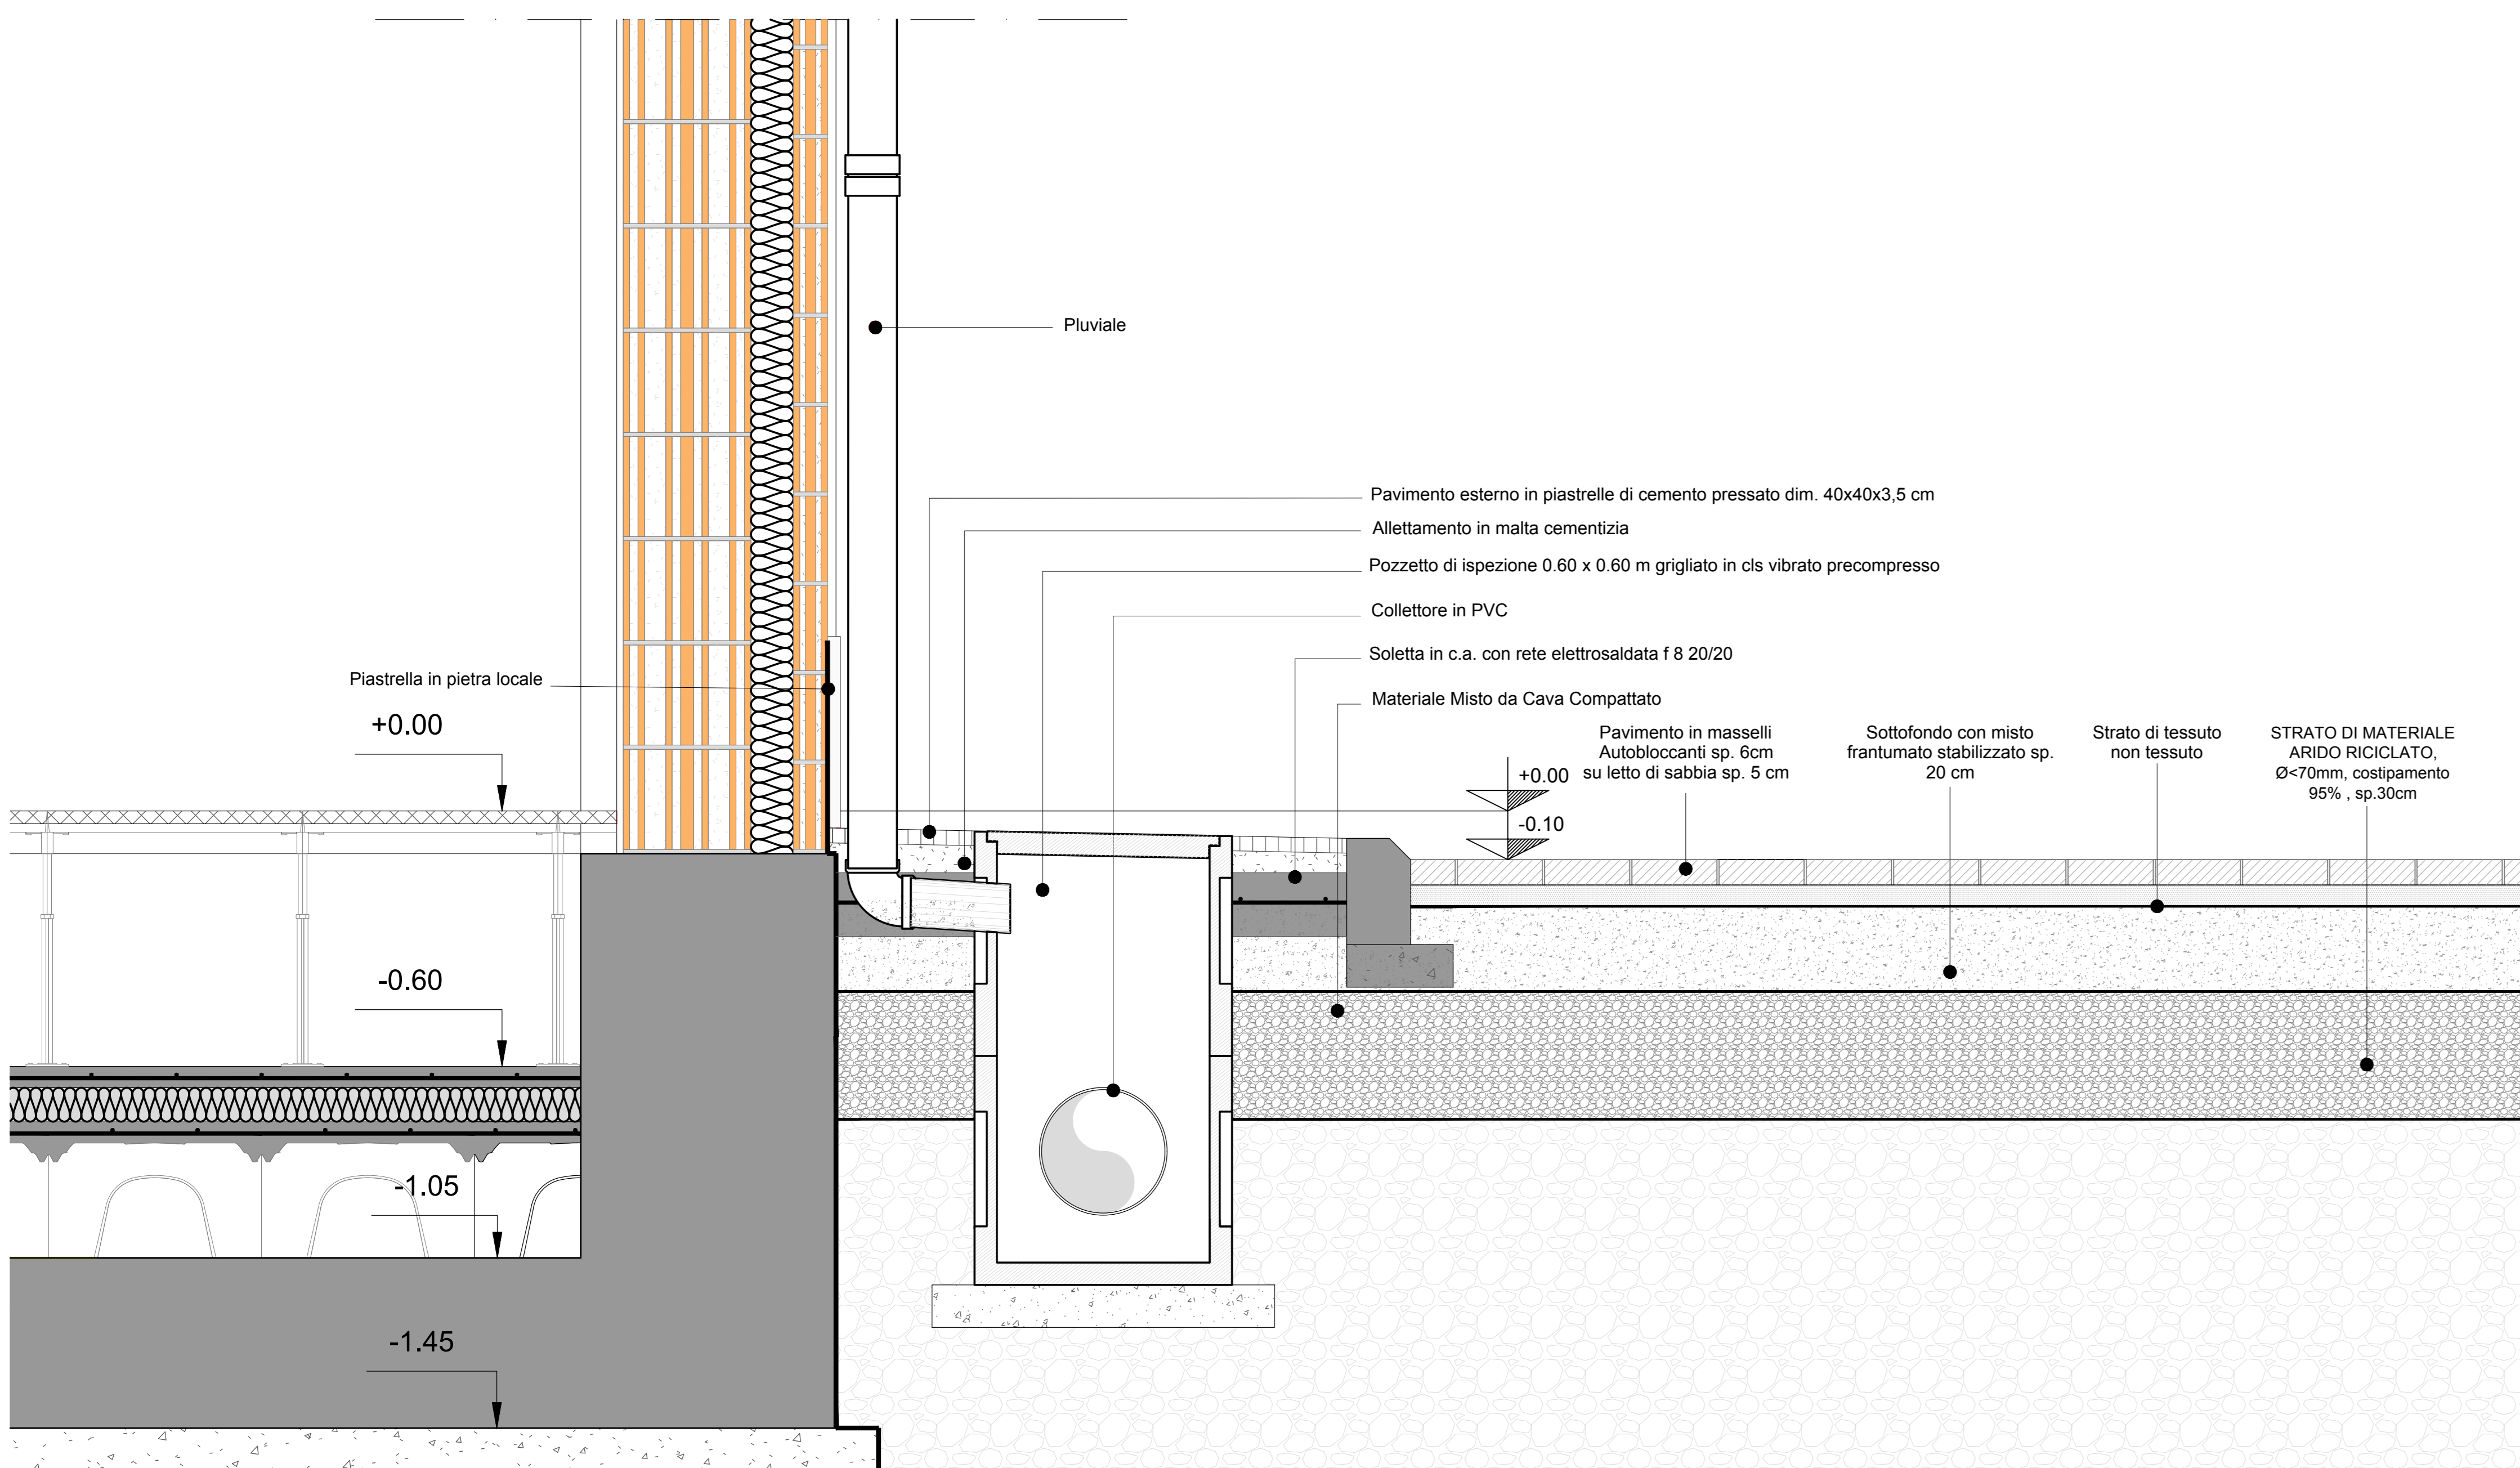 Pluviale
Pavimento esterno in piastrelle di cemento pressato dim. 40x40x3,5 cm
Allettamento in malta cementizia
Pozzetto di ispezione 0.60 x 0.60 m grigliato in cls vibrato precompresso
Collettore in PVC
Soletta in c.a. con rete elettrosaldata f 8 20/20
Materiale Misto da Cava Compattato
Piastrella in pietra locale
+0.00
-0.60
-1.05
-1.45
+0.00
-0.10
Pavimento in masselli
Autobloccanti sp. 6cm
su letto di sabbia sp. 5 cm
Sottofondo con misto
frantumato stabilizzato sp.
20 cm
Strato di tessuto
non tessuto
STRATO DI MATERIALE
ARIDO RICICLATO,
Ø<70mm, costipamento
95% , sp.30cm